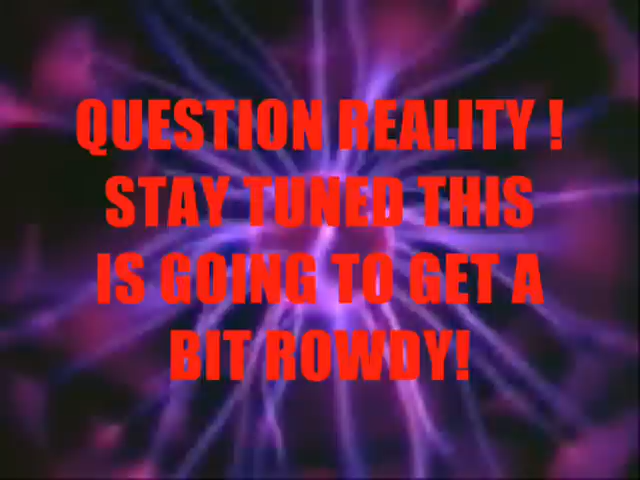 QUESTION REALITY !
STAY TUNED THIS
IS GOING TO GET A
BIT ROWDY!